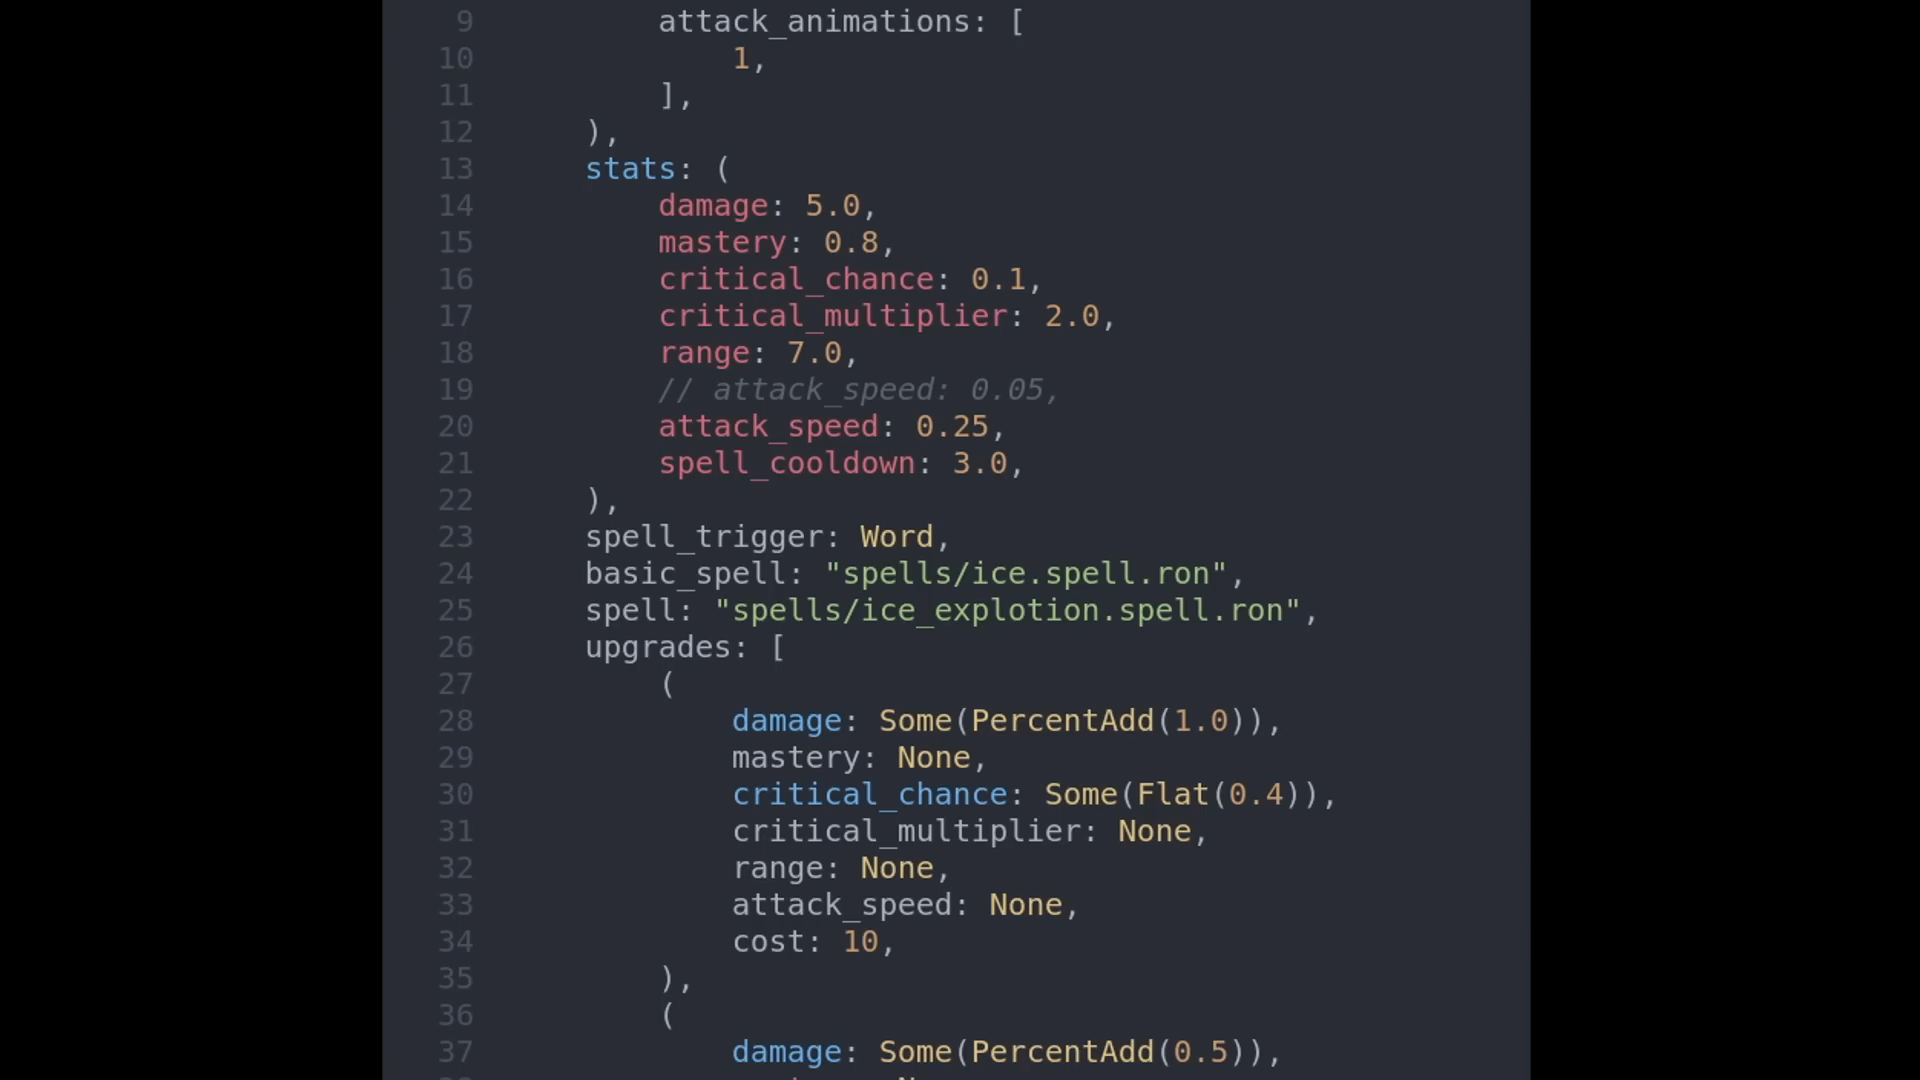 9 attack_animations: [
10 1,
11 ],
12 ),
13 stats: (
14 damage: 5.0,
15 mastery: 0.8,
16 critical_chance: 0.1,
17 critical_multiplier: 2.0,
18 range: 7.0,
19 // attack_speed: 0.05,
20 attack_speed: 0.25,
21 spell_cooldown: 3.0,
22 ),
23 spell_trigger: Word,
24 basic_spell: "spells/ice.spell.ron",
25 spell: "spells/ice_explotion.spell.ron",
26 upgrades: [
27 (
28 damage: Some(PercentAdd(1.0)),
29 mastery: None,
30 critical_chance: Some(Flat(0.4)),
31 critical_multiplier: None,
32 range: None,
33 attack_speed: None,
34 cost: 10,
35 ),
36 (
37 damage: Some(PercentAdd(0.5)),